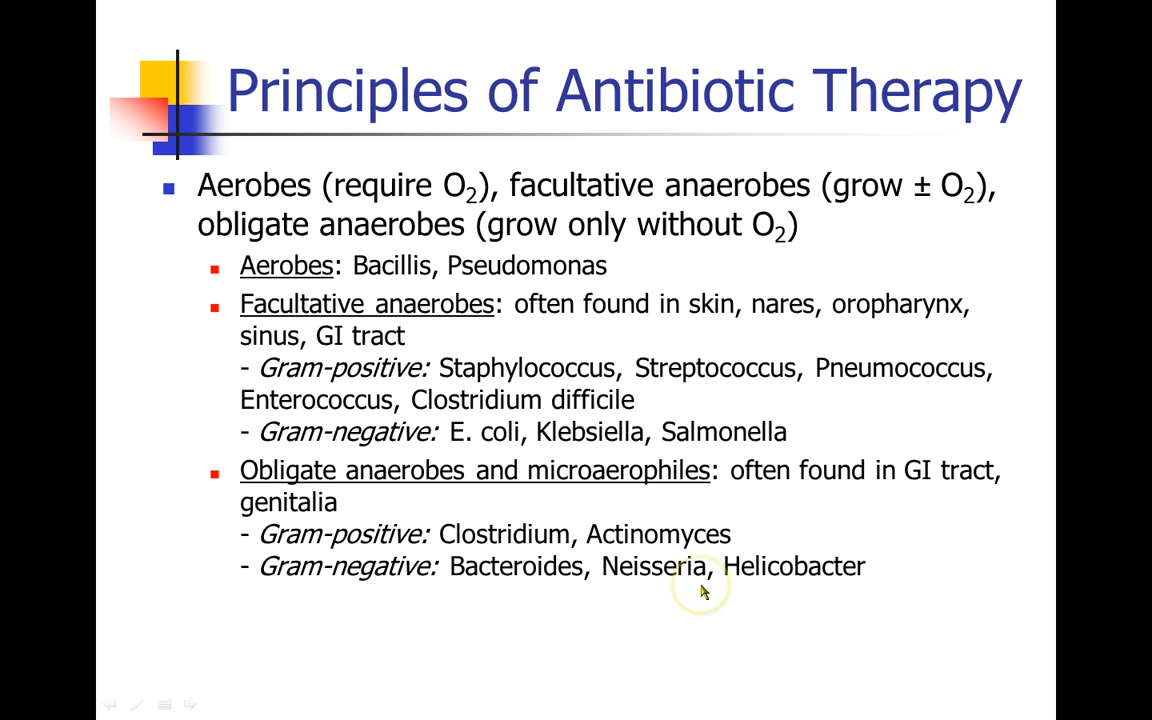 Principles of Antibiotic Therapy
Aerobes (require O2), facultative anaerobes (grow ± O2),
obligate anaerobes (grow only without O2)
Aerobes: Bacillis, Pseudomonas
Facultative anaerobes: often found in skin, nares, oropharynx,
sinus, GI tract
- Gram-positive: Staphylococcus, Streptococcus, Pneumococcus,
Enterococcus, Clostridium difficile
- Gram-negative: E. coli, Klebsiella, Salmonella
Obligate anaerobes and microaerophiles: often found in GI tract,
genitalia
- Gram-positive: Clostridium, Actinomyces
- Gram-negative: Bacteroides, Neisseria, Helicobacter